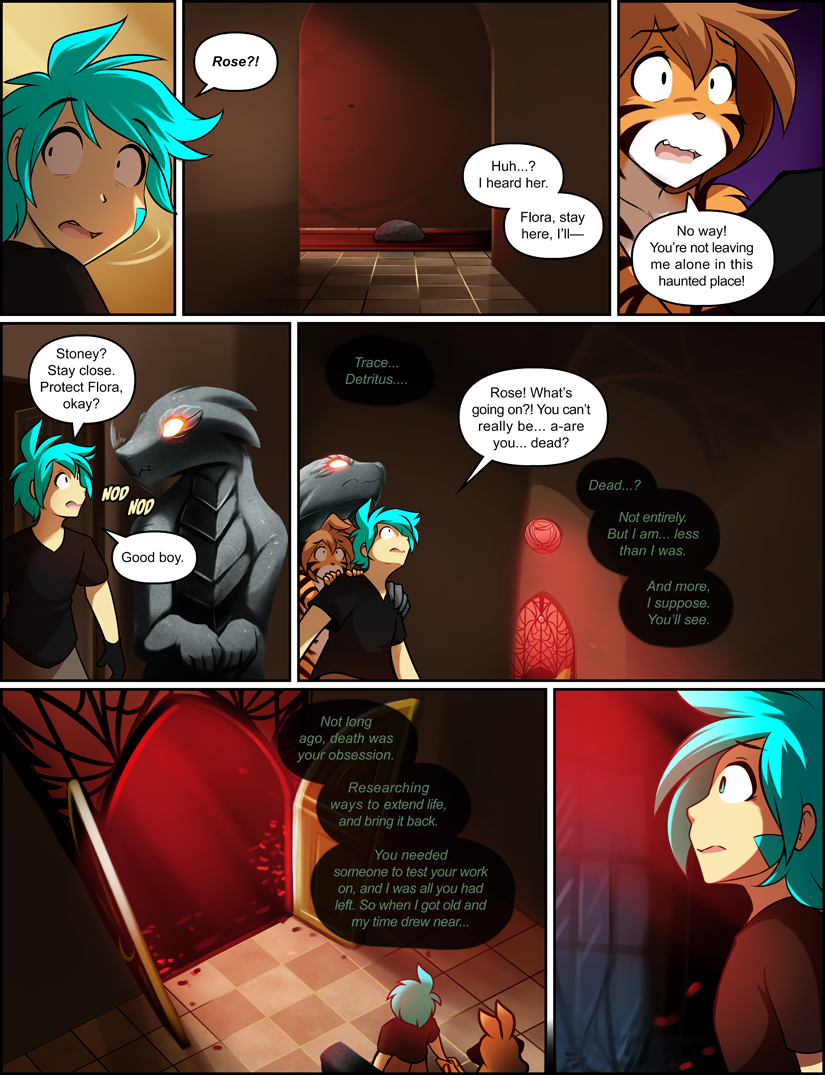 Rose?!
Huh...?
I heard her.
Flora, stay
here, I'll—
No way!
You're not leaving
me alone in this
haunted place!
Stoney?
Stay close.
Protect Flora,
okay?
NOD
NOD
Good boy.
Trace...
Detritus....
Rose! What's
going on?! You can't
really be... a-are
you... dead?
Dead...?
Not entirely.
But I am... less
than I was.
And more,
I suppose.
You'll see.
Not long
ago, death was
your obsession.
Researching
ways to extend life,
and bring it back.
You needed
someone to test your work
on, and I was all you had
left. So when I got old and
my time drew near...